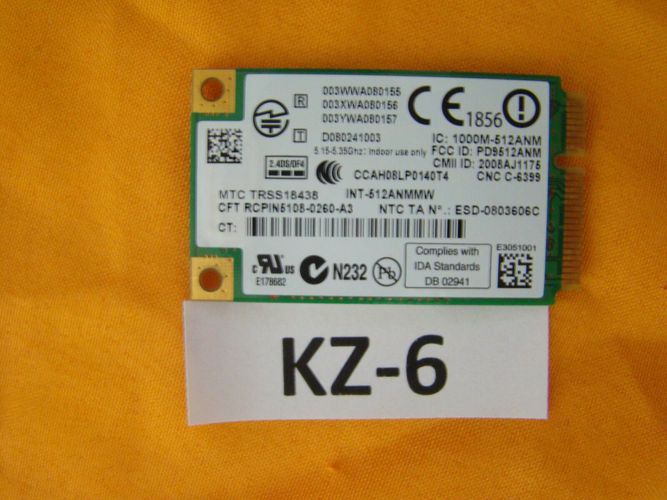 003WWA080155
R 003XWA080156
003YWA080157
CE 1856
T D080241003
5.15-5.35Ghz: Indoor use only
IC: 1000M-512ANM
FCC ID: PD9512ANM
2.4DS/OF4
CCAH08LP0140T4
CMII ID: 2008AJ1175
CNC C-6399
MTC TRSS18438
INT-512ANMMW
CFT RCPIN5108-0260-A3
NTC TA N°.: ESD-0803606C
CT:
C US
E178682
N232
Pb
Complies with
IDA Standards
DB 02941
E3051001
KZ-6